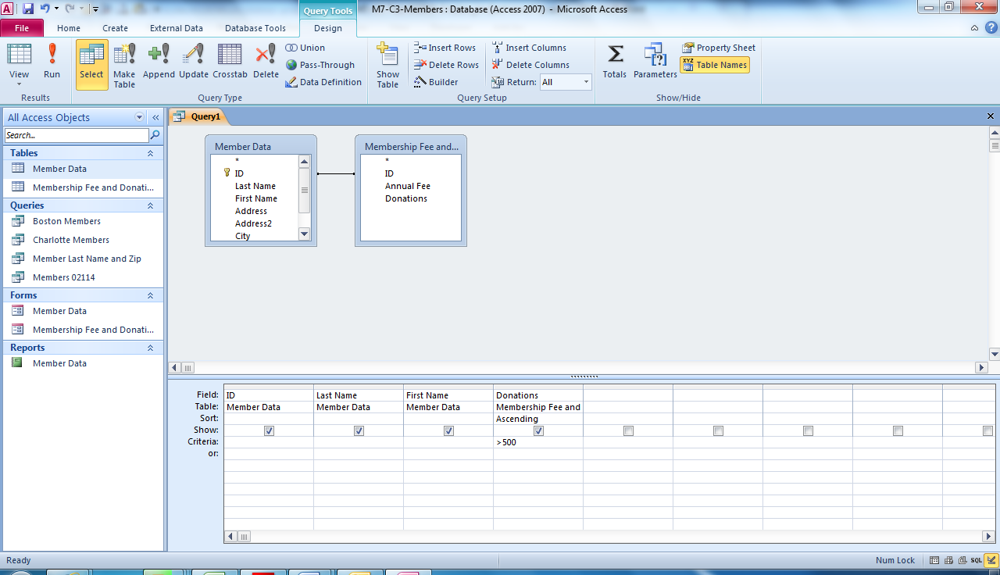 Query Tools M7-C3-Members : Database (Access 2007) - Microsoft Access
File Home Create External Data Database Tools Design
View Run Select Make Table Append Update Crosstab Delete
Union
Pass-Through
Data Definition
Show Table
Insert Rows
Delete Rows
Builder
Insert Columns
Delete Columns
Return: All
Totals Parameters
Property Sheet
XYZ Table Names
Results Query Type Query Setup Show/Hide
All Access Objects
Search...
Tables
Member Data
Membership Fee and Donati...
Queries
Boston Members
Charlotte Members
Member Last Name and Zip
Members 02114
Forms
Member Data
Membership Fee and Donati...
Reports
Member Data
Query1
Member Data
*
ID
Last Name
First Name
Address
Address2
City
Membership Fee and...
*
ID
Annual Fee
Donations
Field: ID Last Name First Name Donations
Table: Member Data Member Data Member Data Membership Fee and
Sort: Ascending
Show:
Criteria: >500
or:
Ready Num Lock SQL